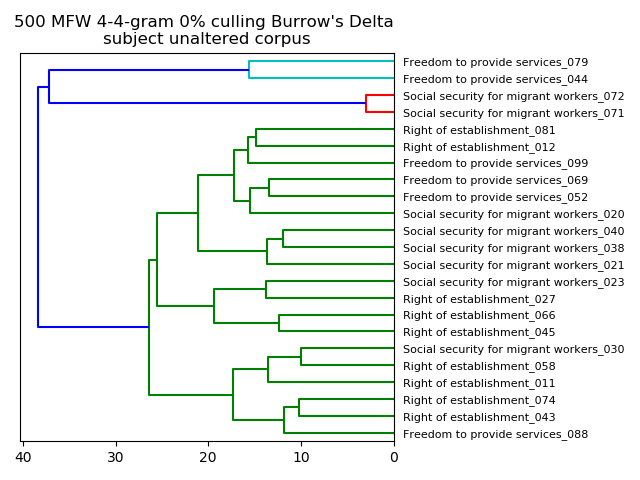 500 MFW 4-4-gram 0% culling Burrow's Delta
subject unaltered corpus
Freedom to provide services_079
Freedom to provide services_044
Social security for migrant workers_072
Social security for migrant workers_071
Right of establishment_081
Right of establishment_012
Freedom to provide services_099
Freedom to provide services_069
Freedom to provide services_052
Social security for migrant workers_020
Social security for migrant workers_040
Social security for migrant workers_038
Social security for migrant workers_021
Social security for migrant workers_023
Right of establishment_027
Right of establishment_066
Right of establishment_045
Social security for migrant workers_030
Right of establishment_058
Right of establishment_011
Right of establishment_074
Right of establishment_043
Freedom to provide services_088
40 30 20 10 0